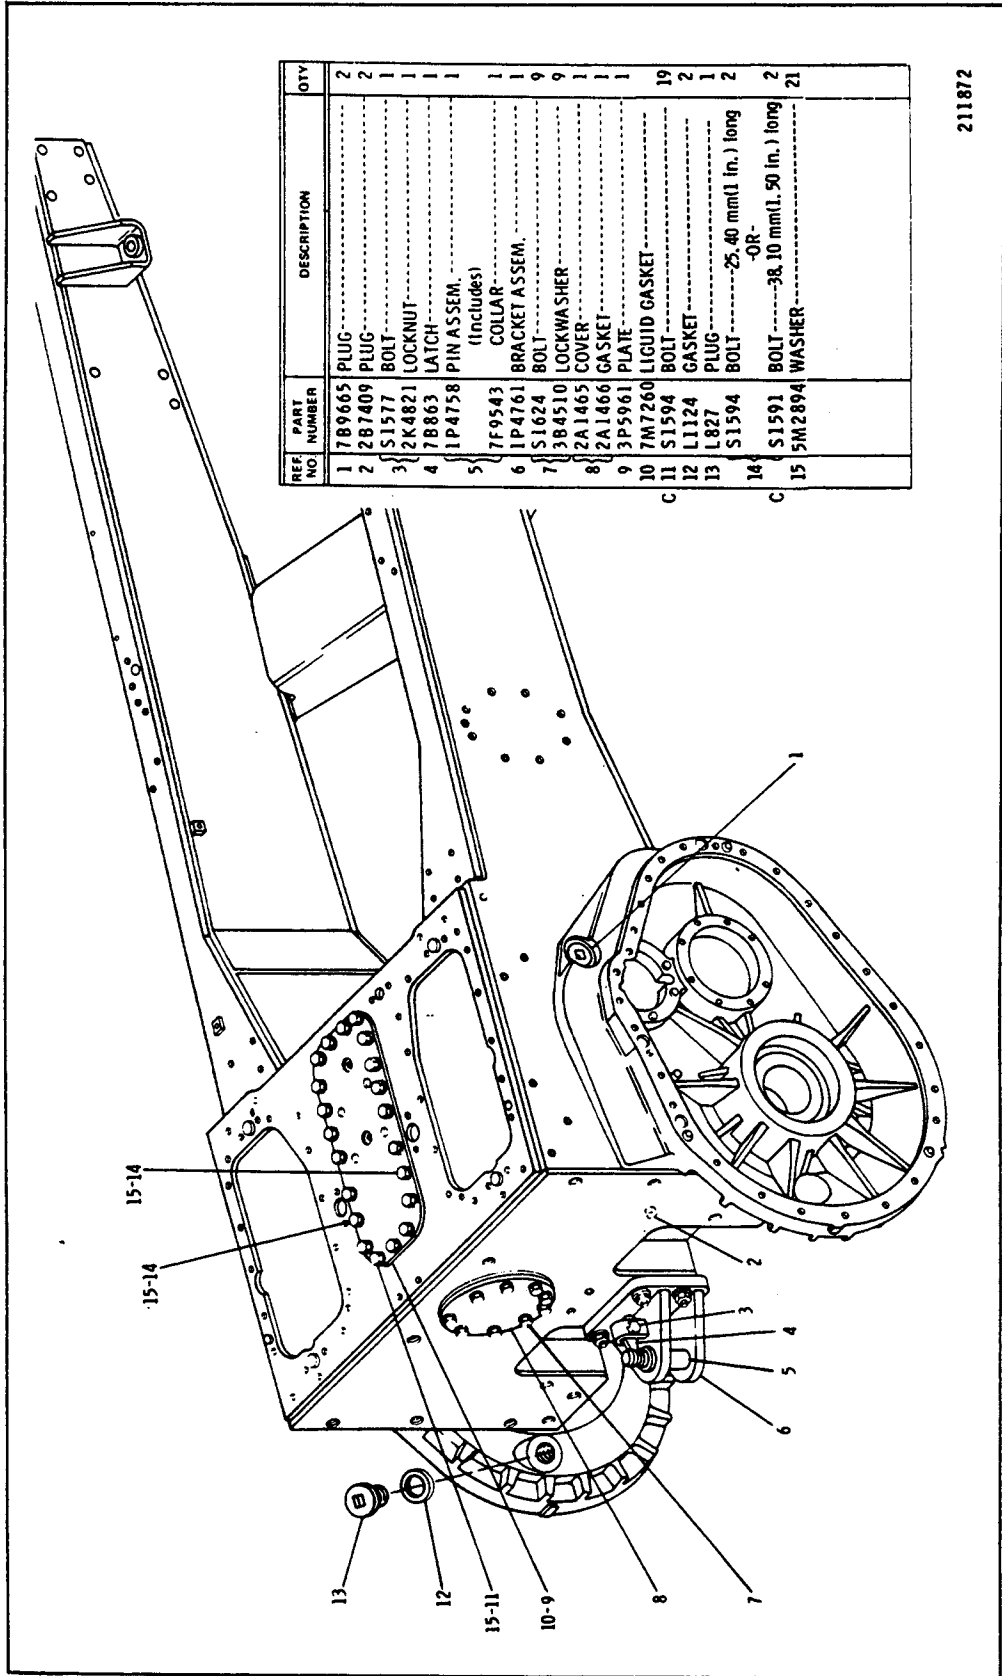 REF. NO. PART NUMBER DESCRIPTION QTY
1 7B9665 PLUG 2
2 2B7409 PLUG 2
3 S1577 BOLT 1
2K4821 LOCKNUT 1
4 7B863 LATCH 1
5 1P4758 PIN ASSEM. 1
(Includes)
7F9543 COLLAR 1
6 1P4761 BRACKET ASSEM. 1
7 S1624 BOLT 9
3B4510 LOCKWASHER 9
8 2A1465 COVER 1
2A1466 GASKET 1
9 3P5961 PLATE 1
10 7M7260 LIGUID GASKET
C 11 S1594 BOLT 19
12 L1124 GASKET 2
13 L827 PLUG 1
14 S1594 BOLT 25.40 mm(1 in.) long 2
-OR-
C S1591 BOLT 38.10 mm(1.50 in.) long 2
15 5M2894 WASHER 21
15-14
15-14
13
12
15-11
10-9
8
7
6
5
4
3
2
1
211872